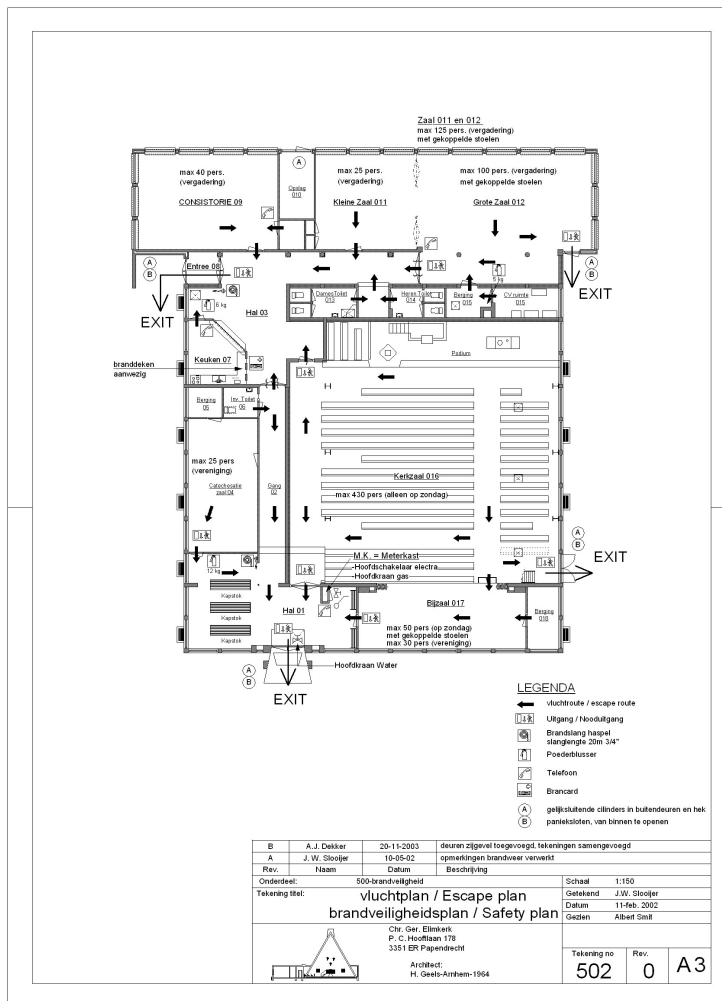 Zaal 011 en 012
max 125 pers. (vergadering)
met gekoppelde stoelen
max 40 pers.
(vergadering)
CONSISTORIE 09
A
Opslag
010
max 25 pers.
(vergadering)
Kleine Zaal 011
max 100 pers. (vergadering)
met gekoppelde stoelen
Grote Zaal 012
A
B
Entree 08
EXIT
A
B
EXIT
6 kg
Hal 03
DamesToilet
013
Heren Toilet
014
Berging
015
5 kg
CV ruimte
015
Keuken 07
branddeken
aanwezig
Podium
Berging
05
Inv. Toilet
06
max 25 pers
(vereniging)
Catechesatie
zaal 04
Gang
02
Kerkzaal 016
max 430 pers (alleen op zondag)
A
B
EXIT
12 kg
M.K. = Meterkast
Hoofdschakelaar electra
Hoofdkraan gas
Kapstok
Kapstok
Kapstok
Hal 01
Bijzaal 017
max 50 pers (op zondag)
met gekoppelde stoelen
max 30 pers (vereniging)
Berging
018
Hoofdkraan Water
A
B
EXIT
LEGENDA
vluchtroute / escape route
Uitgang / Nooduitgang
Brandslang haspel
slanglengte 20m 3/4"
Poederblusser
Telefoon
Brancard
A gelijksluitende cilinders in buitendeuren en hek
B panieksloten, van binnen te openen
B A.J. Dekker 20-11-2003 deuren zijgevel toegevoegd, tekeningen samengevoegd
A J. W. Slooijer 10-05-02 opmerkingen brandweer verwerkt
Rev. Naam Datum Beschrijving
Onderdeel: 500-brandveiligheid
Schaal 1:150
Tekening titel: vluchtplan / Escape plan
brandveiligheidsplan / Safety plan
Getekend J.W. Slooijer
Datum 11-feb. 2002
Gezien Albert Smit
Chr. Ger. Elimkerk
P. C. Hooftlaan 178
3351 ER Papendrecht
Architect:
H. Geels-Arnhem-1964
Tekening no
502
Rev.
0
A3